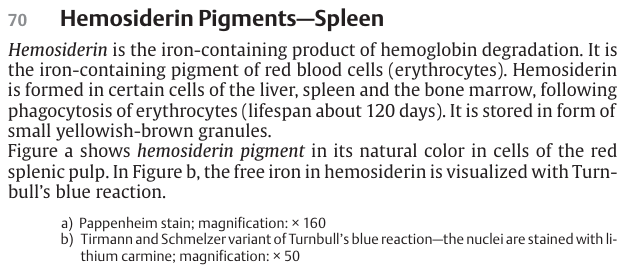 70 Hemosiderin Pigments—Spleen
Hemosiderin is the iron-containing product of hemoglobin degradation. It is
the iron-containing pigment of red blood cells (erythrocytes). Hemosiderin
is formed in certain cells of the liver, spleen and the bone marrow, following
phagocytosis of erythrocytes (lifespan about 120 days). It is stored in form of
small yellowish-brown granules.
Figure a shows hemosiderin pigment in its natural color in cells of the red
splenic pulp. In Figure b, the free iron in hemosiderin is visualized with Turn-
bull’s blue reaction.
a) Pappenheim stain; magnification: × 160
b) Tirmann and Schmelzer variant of Turnbull’s blue reaction—the nuclei are stained with li-
thium carmine; magnification: × 50